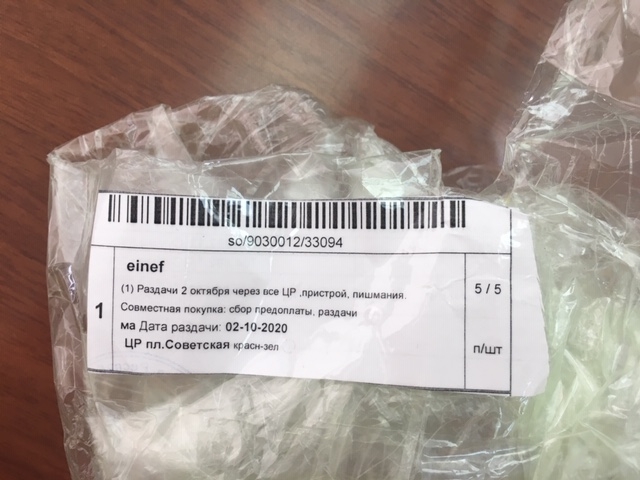 so/9030012/33094
einef
(1) Раздачи 2 октября через все ЦР ,пристрой, пишмания.
5 / 5
Совместная покупка: сбор предоплаты, раздачи
1
ма Дата раздачи: 02-10-2020
ЦР пл.Советская красн-зел
п/шт